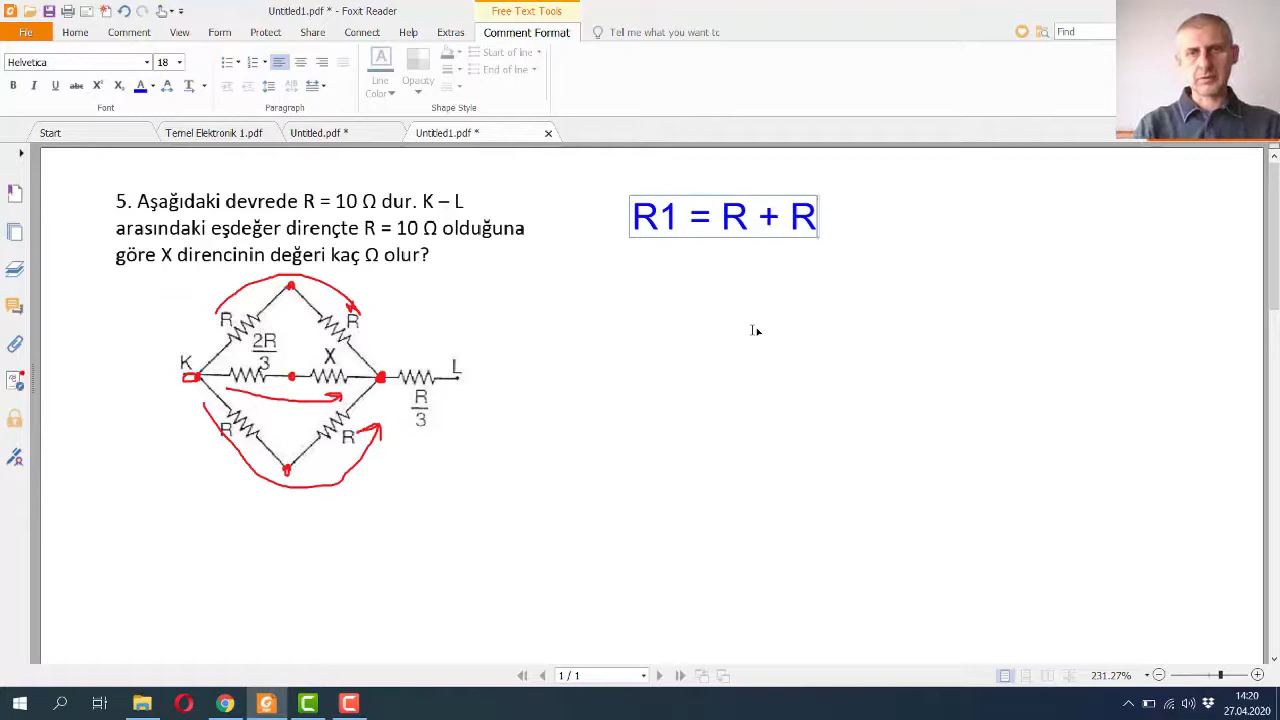 Untitled1.pdf * - Foxit Reader
Free Text Tools
File
Home
Comment
View
Form
Protect
Share
Connect
Help
Extras
Comment Format
Tell me what you want tc
Find
Helvetica
18
B
I
U
abc
Line
Color
Opacity
Start of line
End of line
Font
Paragraph
Shape Style
Start
Temel Elektronik 1.pdf
Untitled.pdf *
Untitled1.pdf *
5. Aşağıdaki devrede R = 10 Ω dur. K – L
arasındaki eşdeğer dirençte R = 10 Ω olduğuna
göre X direncinin değeri kaç Ω olur?
R1 = R + R
R
R
2R
3
X
K
L
R
3
R
R
1 / 1
231.27%
14:20
27.04.2020